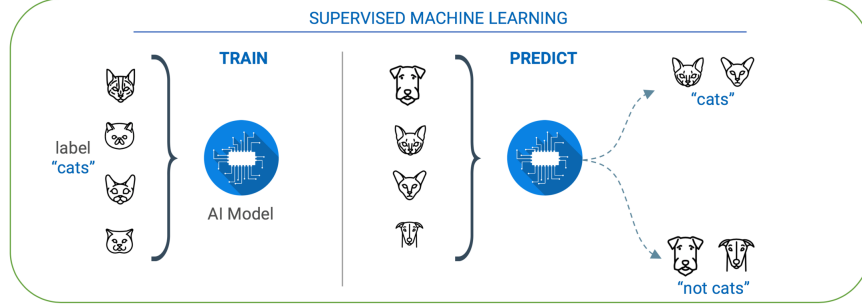 SUPERVISED MACHINE LEARNING
TRAIN
label
"cats"
AI Model
PREDICT
"cats"
"not cats"